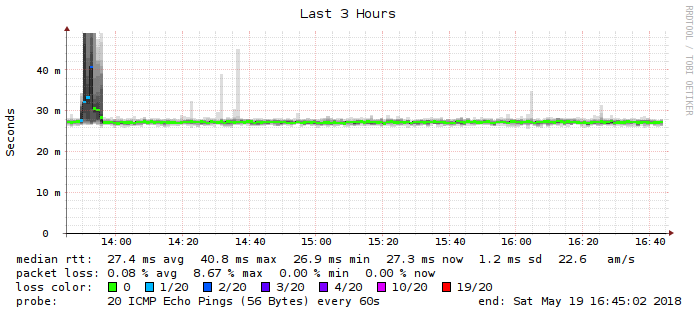 Last 3 Hours
RRDTOOL / TOBI OETIKER
Seconds
40 m
30 m
20 m
10 m
0
14:00 14:20 14:40 15:00 15:20 15:40 16:00 16:20 16:40
median rtt: 27.4 ms avg 40.8 ms max 26.9 ms min 27.3 ms now 1.2 ms sd 22.6 am/s
packet loss: 0.08 % avg 8.67 % max 0.00 % min 0.00 % now
loss color: 0 1/20 2/20 3/20 4/20 10/20 19/20
probe: 20 ICMP Echo Pings (56 Bytes) every 60s end: Sat May 19 16:45:02 2018